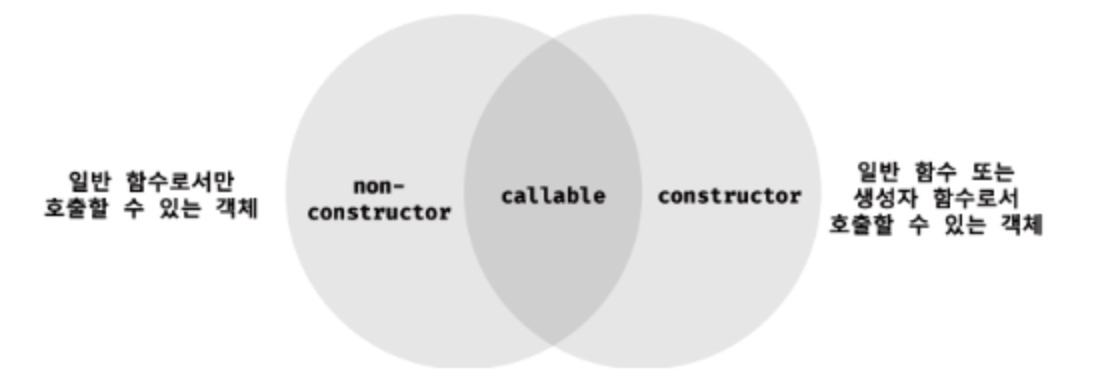 일반 함수로서만
호출할 수 있는 객체
non-
constructor
callable
constructor
일반 함수 또는
생성자 함수로서
호출할 수 있는 객체